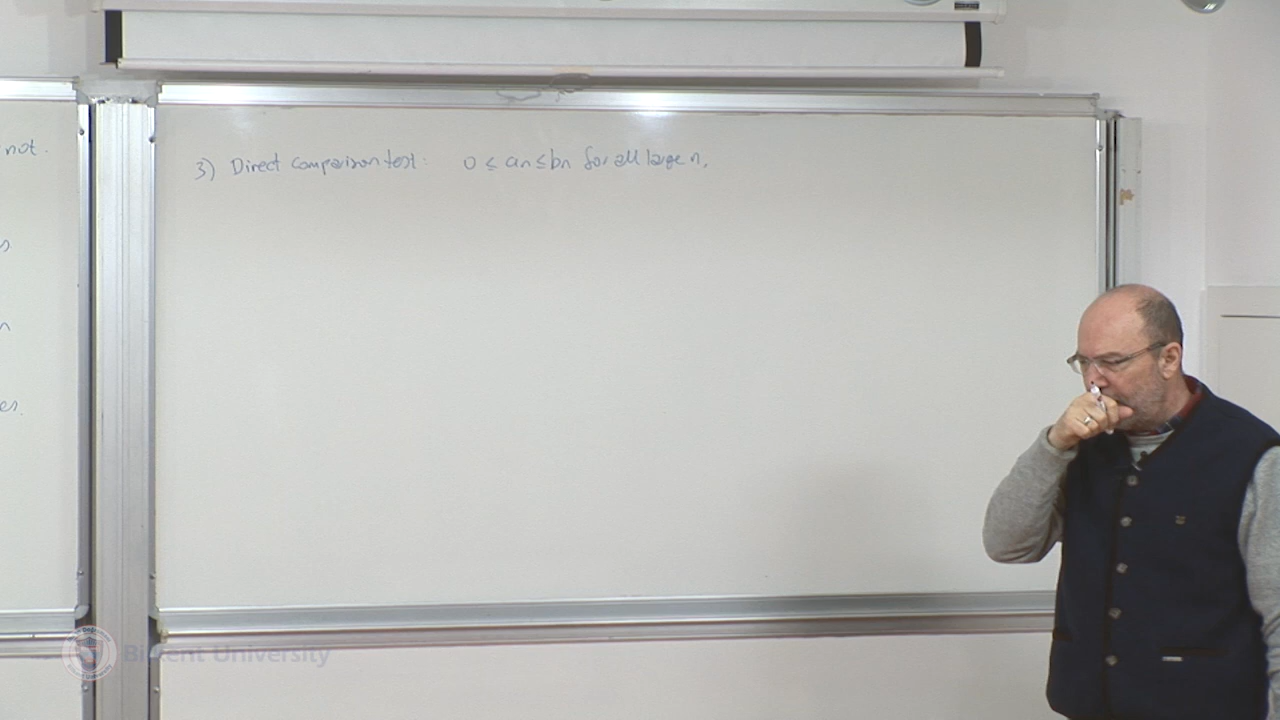 not.
3) Direct comparison test: 0 ≤ an ≤ bn for all large n,
Bilkent University